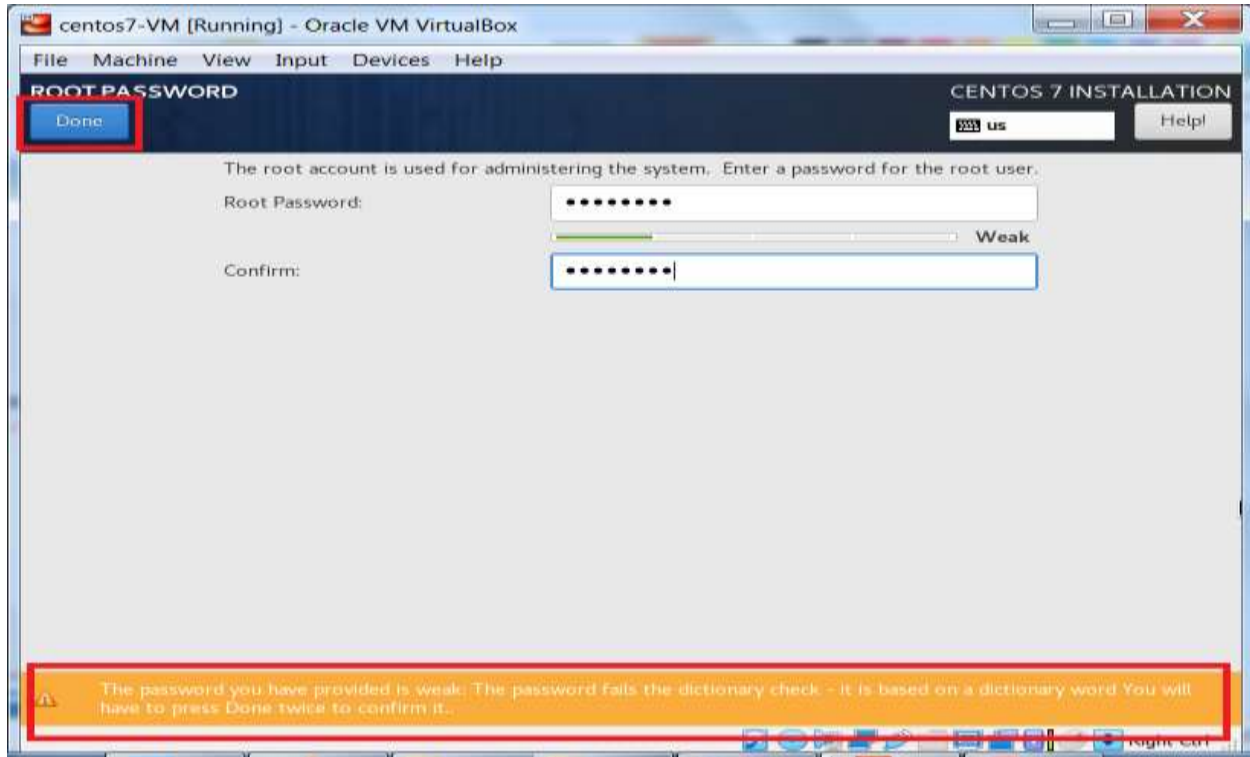 centos7-VM [Running] - Oracle VM VirtualBox
File Machine View Input Devices Help
ROOT PASSWORD
CENTOS 7 INSTALLATION
Done
us
Help!
The root account is used for administering the system. Enter a password for the root user.
Root Password:
••••••••
Weak
Confirm:
••••••••
The password you have provided is weak: The password fails the dictionary check - it is based on a dictionary word You will
have to press Done twice to confirm it..
Right Ctrl